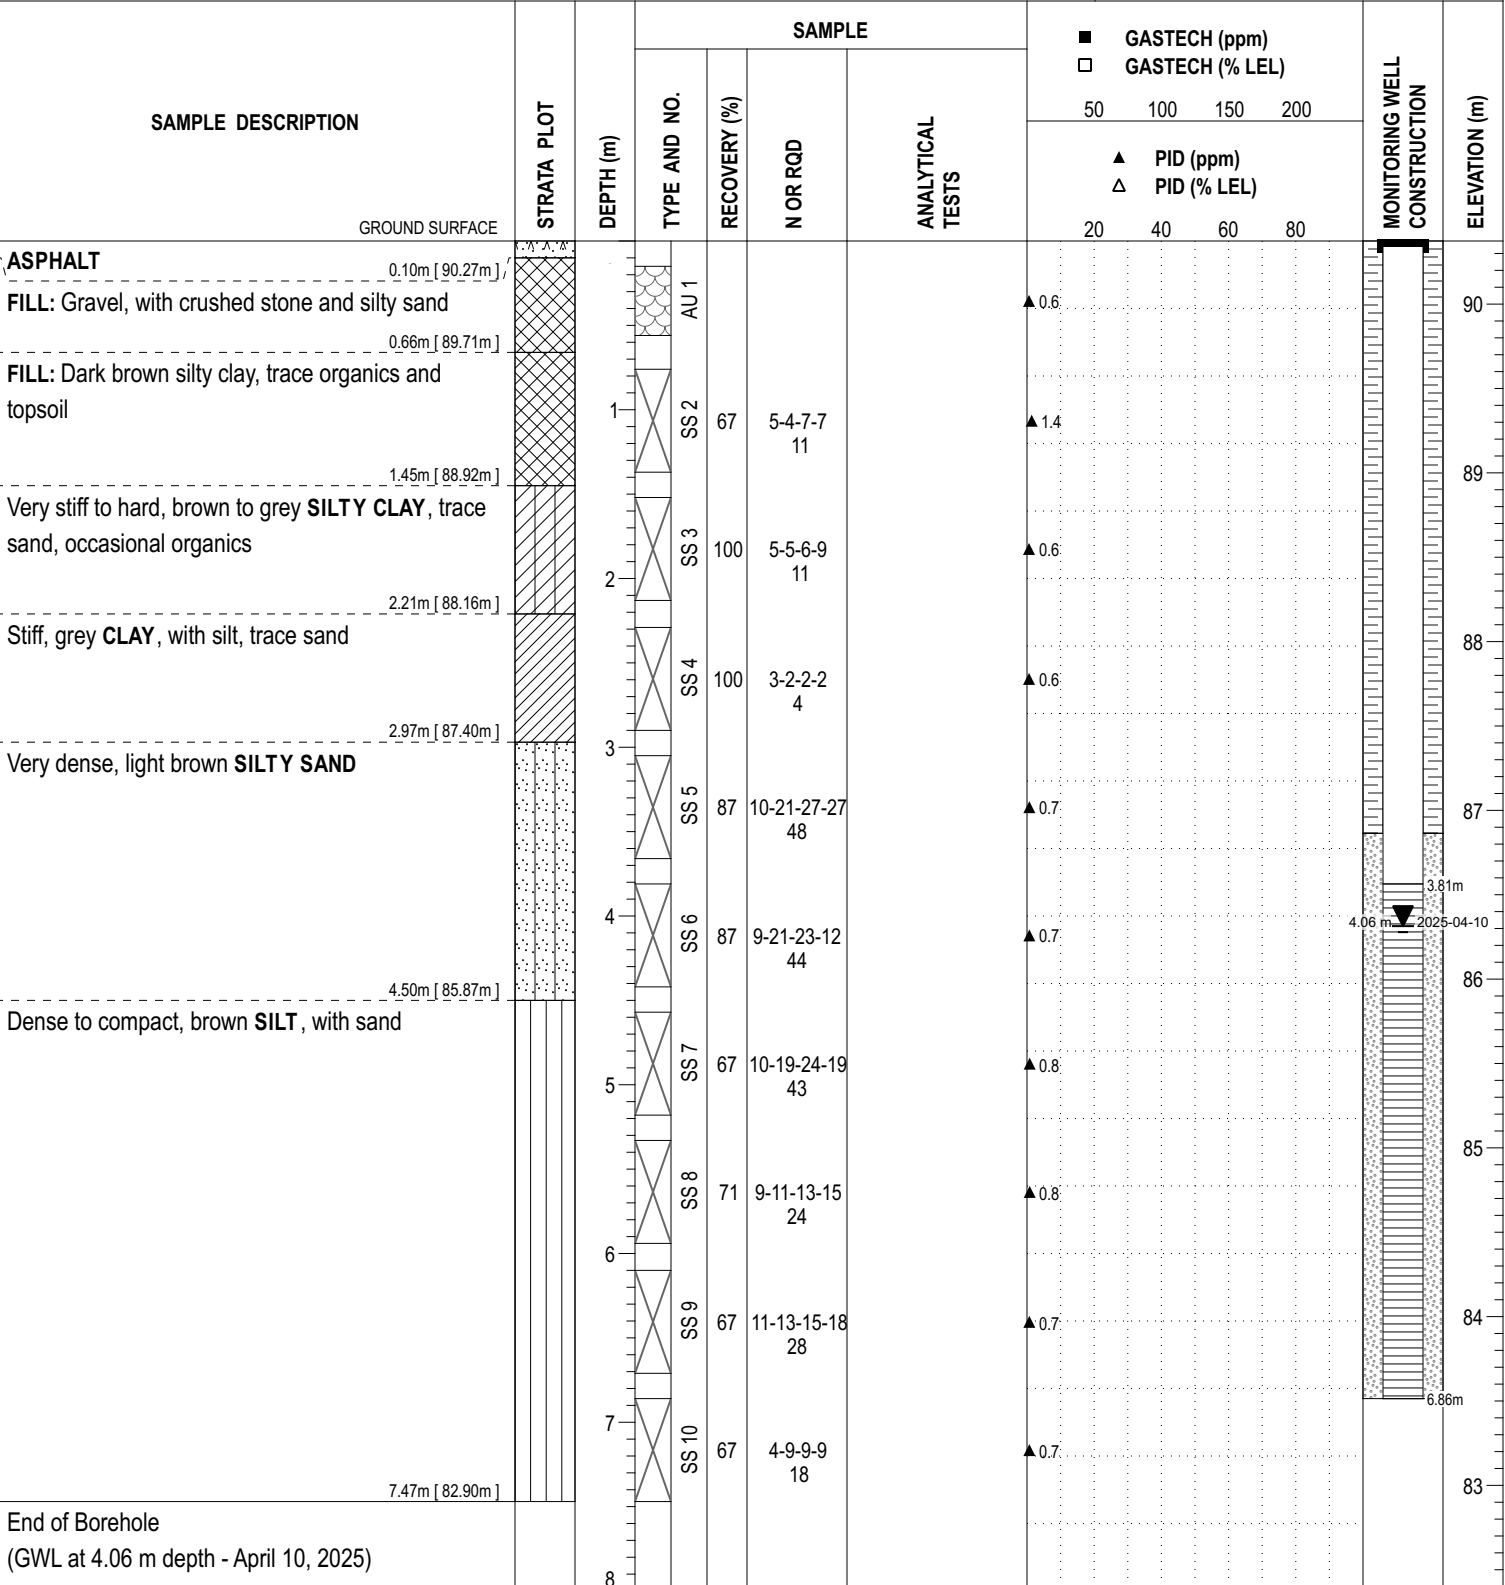 SAMPLE
■ GASTECH (ppm)
□ GASTECH (% LEL)
50 100 150 200
▲ PID (ppm)
△ PID (% LEL)
20 40 60 80
SAMPLE DESCRIPTION
GROUND SURFACE
STRATA PLOT
DEPTH (m)
TYPE AND NO.
RECOVERY (%)
N OR RQD
ANALYTICAL
TESTS
MONITORING WELL
CONSTRUCTION
ELEVATION (m)
ASPHALT
0.10m [ 90.27m ]
FILL: Gravel, with crushed stone and silty sand
AU 1
0.6
90
0.66m [ 89.71m ]
FILL: Dark brown silty clay, trace organics and
topsoil
1
SS 2
67
5-4-7-7
11
1.4
89
1.45m [ 88.92m ]
Very stiff to hard, brown to grey SILTY CLAY, trace
sand, occasional organics
SS 3
100
5-5-6-9
11
0.6
2
2.21m [ 88.16m ]
Stiff, grey CLAY, with silt, trace sand
88
SS 4
100
3-2-2-2
4
0.6
2.97m [ 87.40m ]
3
Very dense, light brown SILTY SAND
SS 5
87
10-21-27-27
48
0.7
87
3.81m
4
4.06 m
2025-04-10
SS 6
87
9-21-23-12
44
0.7
86
4.50m [ 85.87m ]
Dense to compact, brown SILT, with sand
SS 7
67
10-19-24-19
43
0.8
5
85
SS 8
71
9-11-13-15
24
0.8
6
SS 9
67
11-13-15-18
28
0.7
84
6.86m
7
SS 10
67
4-9-9-9
18
0.7
83
7.47m [ 82.90m ]
End of Borehole
(GWL at 4.06 m depth - April 10, 2025)
8